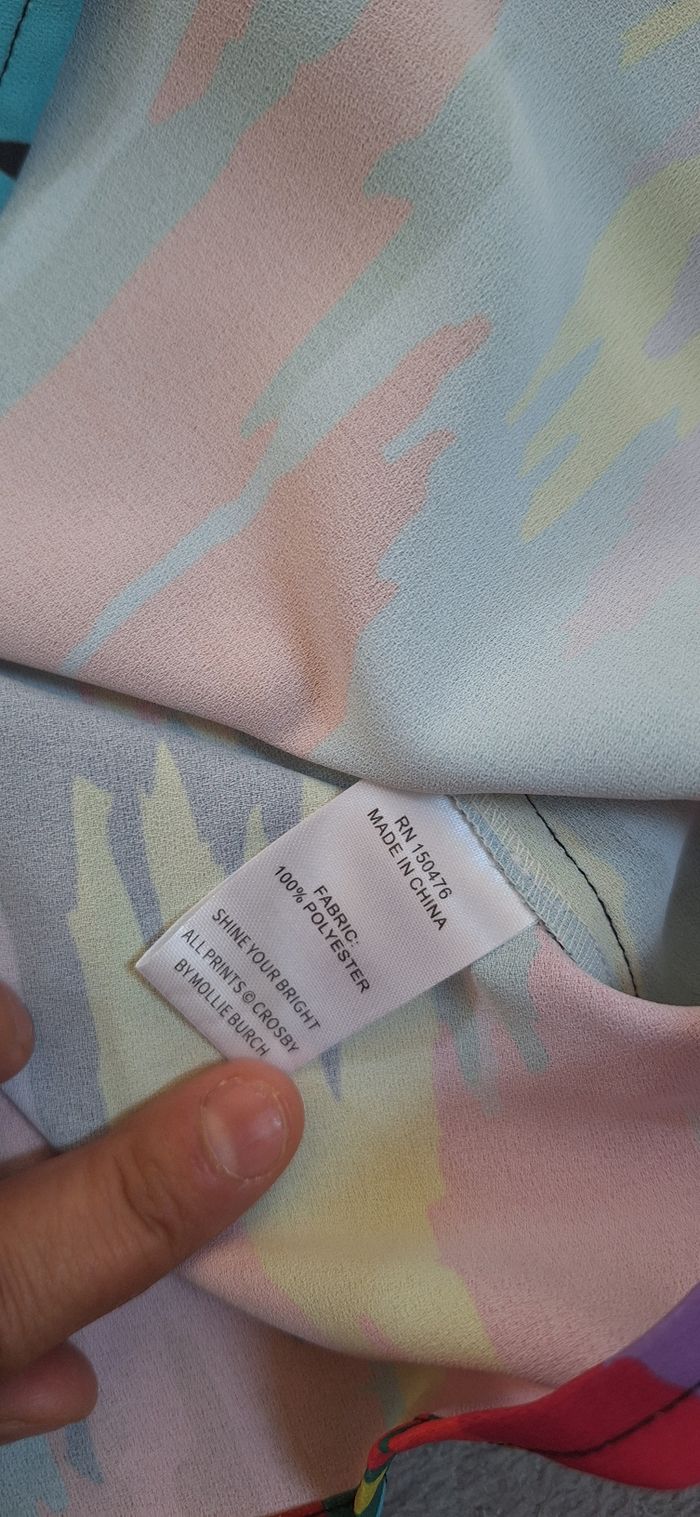 RN 150476
MADE IN CHINA
FABRIC:
100% POLYESTER
SHINE YOUR BRIGHT
ALL PRINTS © CROSBY
BY MOLLIE BURCH